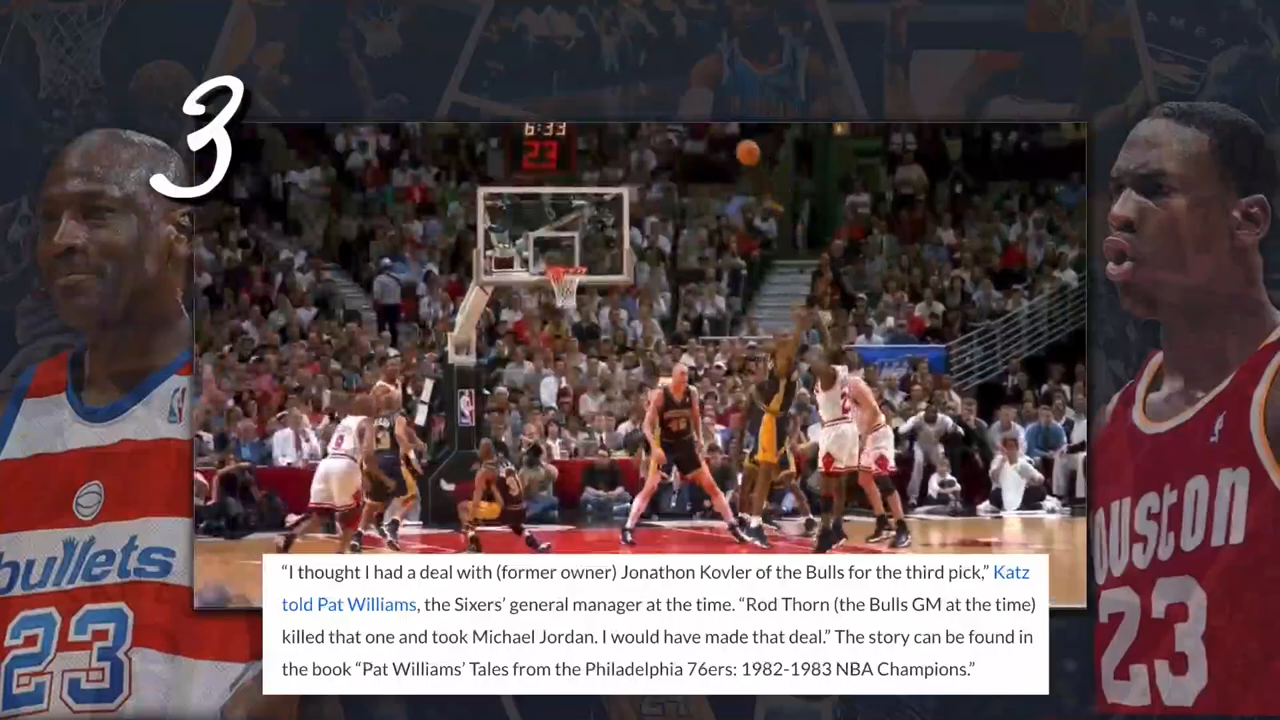 3
6:33
23
“I thought I had a deal with (former owner) Jonathon Kovler of the Bulls for the third pick,” Katz
told Pat Williams, the Sixers’ general manager at the time. “Rod Thorn (the Bulls GM at the time)
killed that one and took Michael Jordan. I would have made that deal.” The story can be found in
the book “Pat Williams’ Tales from the Philadelphia 76ers: 1982-1983 NBA Champions.”
bullets
23
ouston
23